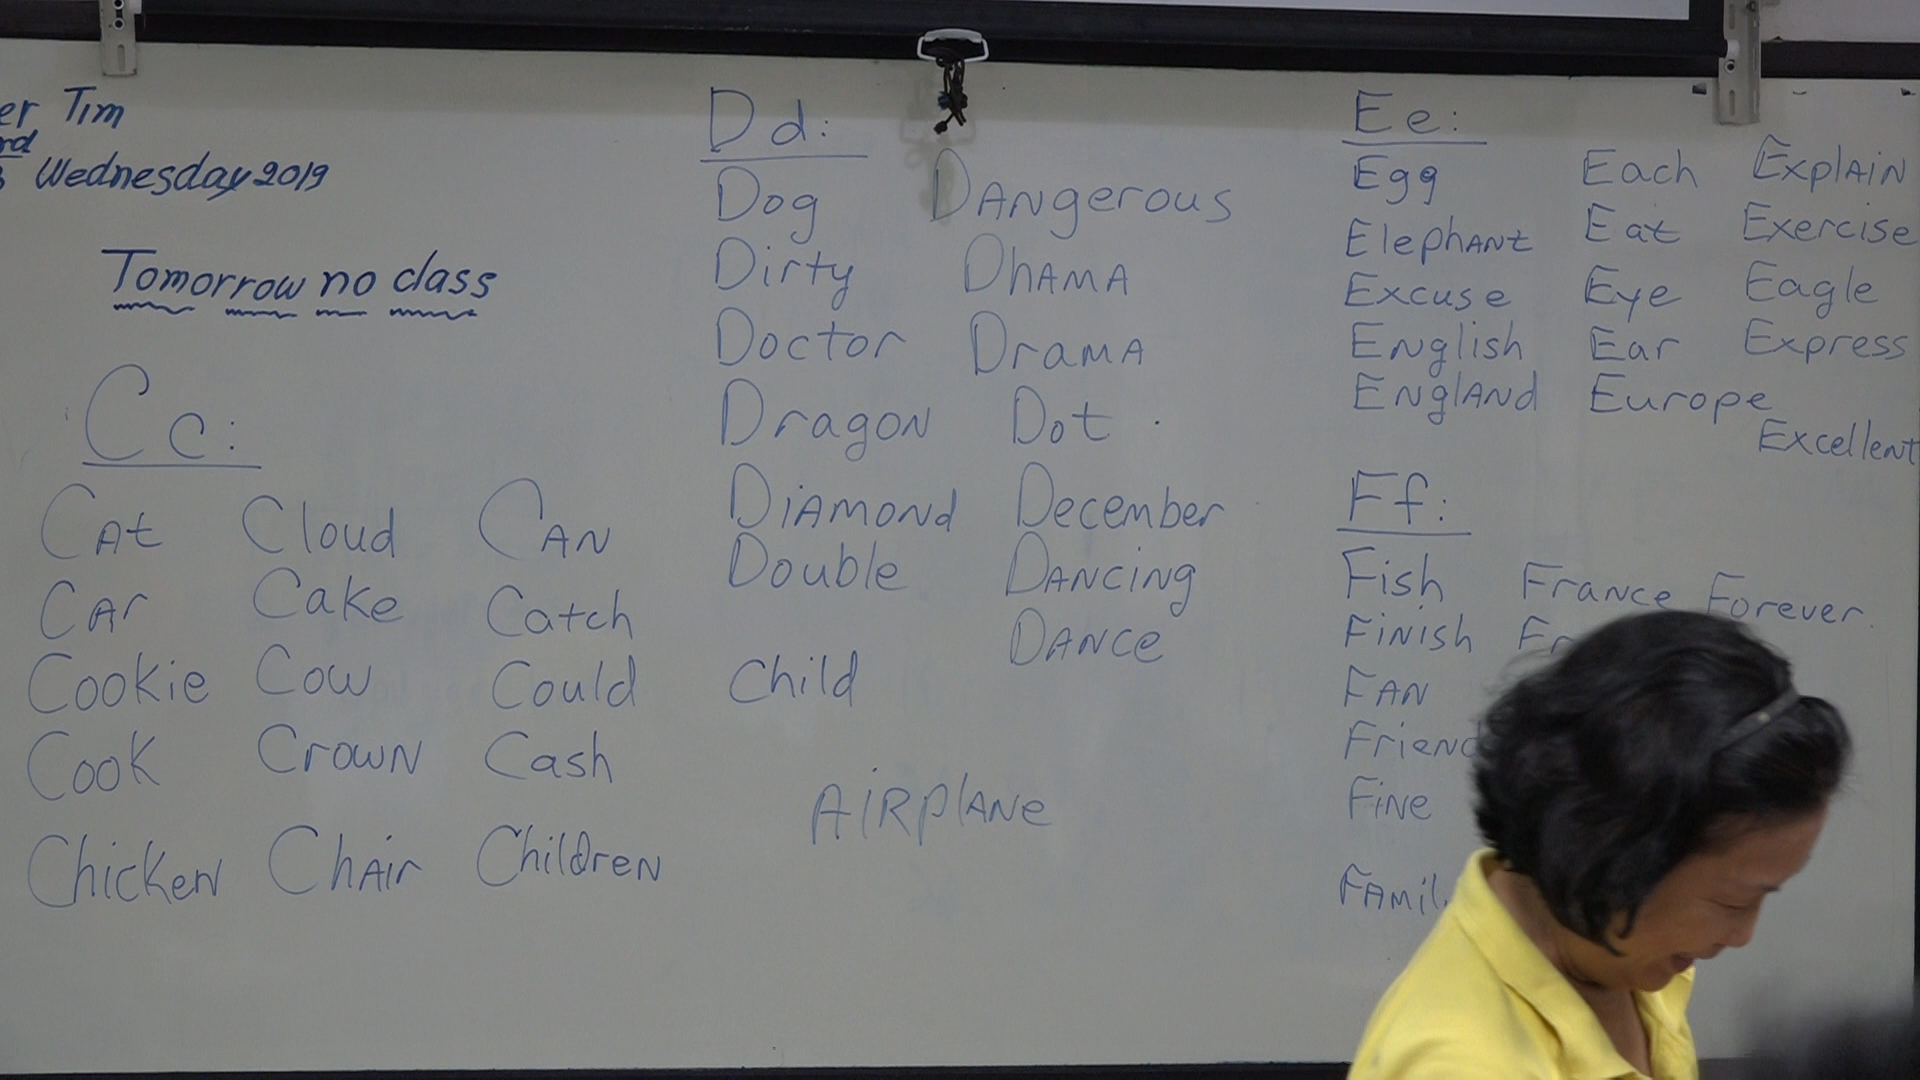 er Tim
rd
3 Wednesday 2019
Tomorrow no class
Cc:
Cat Cloud Can
Car Cake Catch
Cookie Cow Could
Cook Crown Cash
Chicken Chair Children
Dd:
Dog Dangerous
Dirty Dhama
Doctor Drama
Dragon Dot .
Diamond December
Double Dancing
Dance
Child
Airplane
Ee:
Egg Each Explain
Elephant Eat Exercise
Excuse Eye Eagle
English Ear Express
England Europe
Excellent
Ff:
Fish France Forever.
Finish
Fan
Friend
Fine